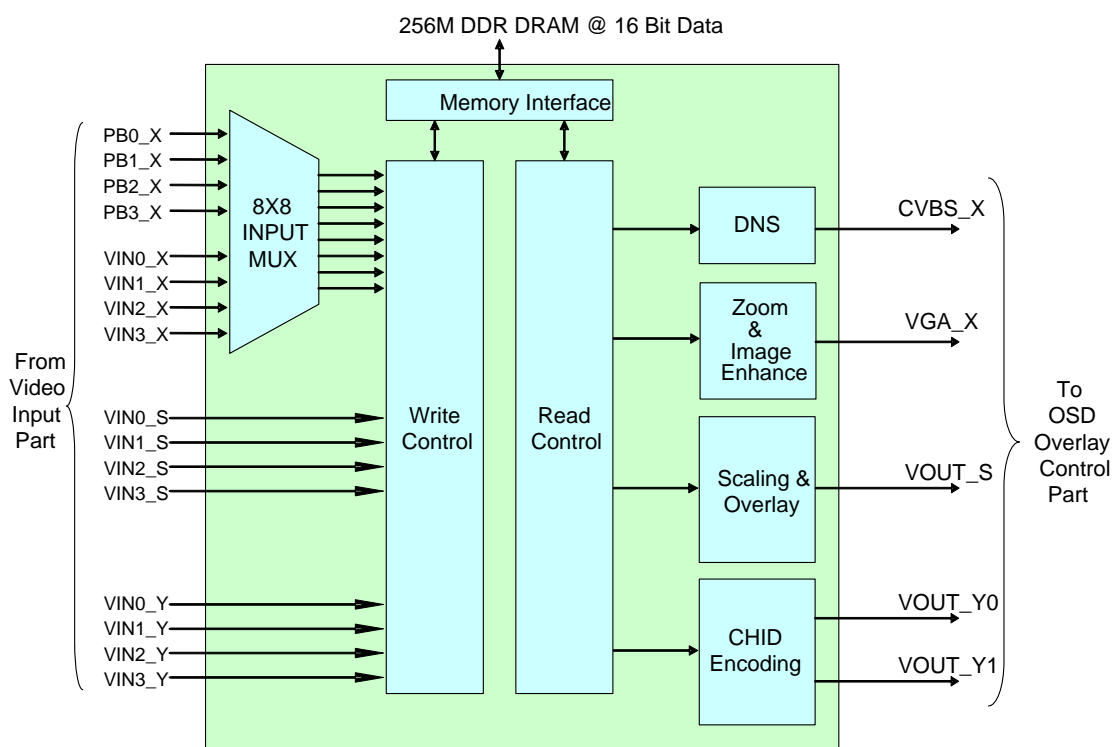 256M DDR DRAM @ 16 Bit Data
Memory Interface
PB0_X
PB1_X
PB2_X
PB3_X
VIN0_X
VIN1_X
VIN2_X
VIN3_X
8X8
INPUT
MUX
From
Video
Input
Part
VIN0_S
VIN1_S
VIN2_S
VIN3_S
VIN0_Y
VIN1_Y
VIN2_Y
VIN3_Y
Write
Control
Read
Control
DNS
Zoom
&
Image
Enhance
Scaling &
Overlay
CHID
Encoding
CVBS_X
VGA_X
VOUT_S
VOUT_Y0
VOUT_Y1
To
OSD
Overlay
Control
Part